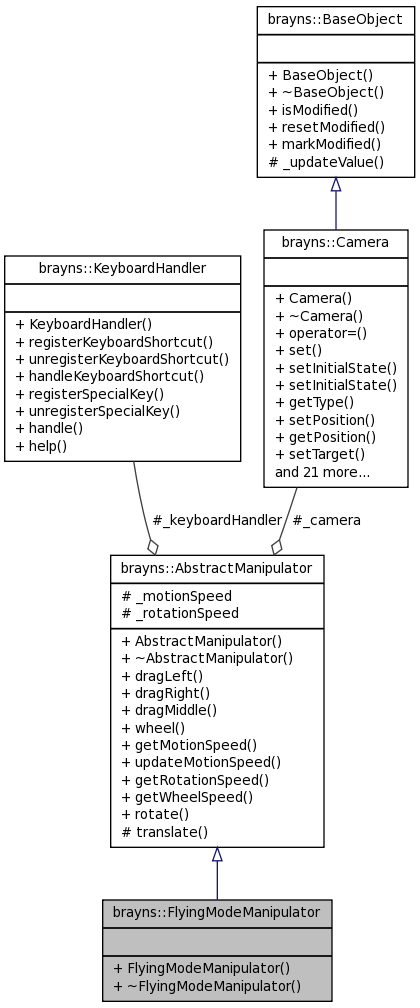 brayns::BaseObject
+ BaseObject()
+ ~BaseObject()
+ isModified()
+ resetModified()
+ markModified()
# _updateValue()
brayns::Camera
+ Camera()
+ ~Camera()
+ operator=()
+ set()
+ setInitialState()
+ setInitialState()
+ getType()
+ setPosition()
+ getPosition()
+ setTarget()
and 21 more...
brayns::KeyboardHandler
+ KeyboardHandler()
+ registerKeyboardShortcut()
+ unregisterKeyboardShortcut()
+ handleKeyboardShortcut()
+ registerSpecialKey()
+ unregisterSpecialKey()
+ handle()
+ help()
#_keyboardHandler
#_camera
brayns::AbstractManipulator
# _motionSpeed
# _rotationSpeed
+ AbstractManipulator()
+ ~AbstractManipulator()
+ dragLeft()
+ dragRight()
+ dragMiddle()
+ wheel()
+ getMotionSpeed()
+ updateMotionSpeed()
+ getRotationSpeed()
+ getWheelSpeed()
+ rotate()
# translate()
brayns::FlyingModeManipulator
+ FlyingModeManipulator()
+ ~FlyingModeManipulator()